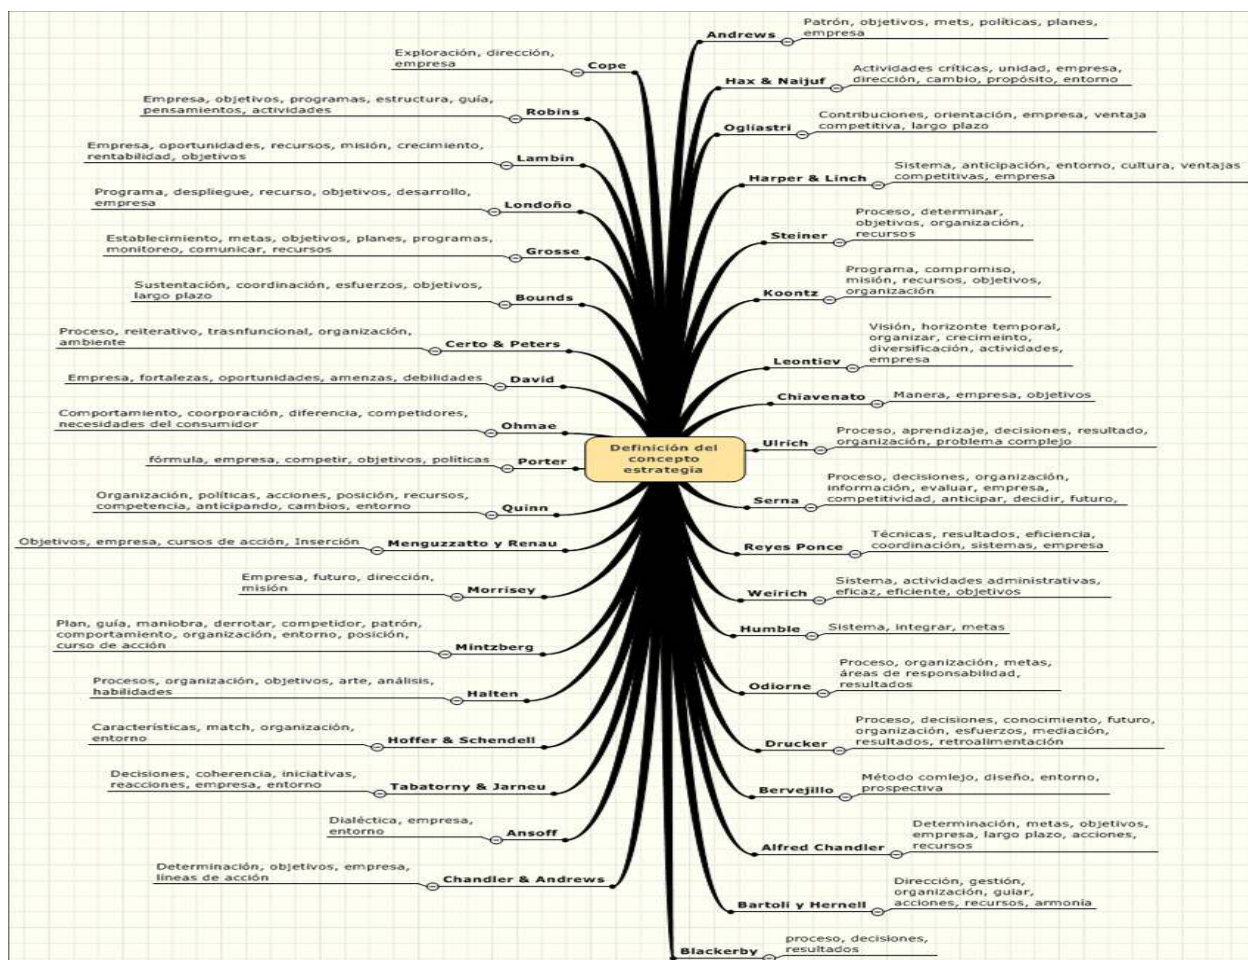 Definición del
concepto
estrategia
Cope
Exploración, dirección,
empresa
Robins
Empresa, objetivos, programas, estructura, guía,
pensamientos, actividades
Lambin
Empresa, oportunidades, recursos, misión, crecimiento,
rentabilidad, objetivos
Londoño
Programa, despliegue, recurso, objetivos, desarrollo,
empresa
Grosse
Establecimiento, metas, objetivos, planes, programas,
monitoreo, comunicar, recursos
Bounds
Sustentación, coordinación, esfuerzos, objetivos,
largo plazo
Certo & Peters
Proceso, reiterativo, trasnfuncional, organización,
ambiente
David
Empresa, fortalezas, oportunidades, amenzas, debilidades
Ohmae
Comportamiento, coorporación, diferencia, competidores,
necesidades del consumidor
Porter
fórmula, empresa, competir, objetivos, políticas
Quinn
Organización, políticas, acciones, posición, recursos,
competencia, anticipando, cambios, entorno
Menguzzatto y Renau
Objetivos, empresa, cursos de acción, Inserción
Morrisey
Empresa, futuro, dirección,
misión
Mintzberg
Plan, guía, maniobra, derrotar, competidor, patrón,
comportamiento, organización, entorno, posición,
curso de acción
Halten
Procesos, organización, objetivos, arte, análisis,
habilidades
Hoffer & Schendell
Características, match, organización,
entorno
Tabatorny & Jarneu
Decisiones, coherencia, iniciativas,
reacciones, empresa, entorno
Ansoff
Dialéctica, empresa,
entorno
Chandler & Andrews
Determinación, objetivos, empresa,
líneas de acción
Andrews
Patrón, objetivos, mets, políticas, planes,
empresa
Hax & Naijuf
Actividades críticas, unidad, empresa,
dirección, cambio, propósito, entorno
Ogliastri
Contribuciones, orientación, empresa, ventaja
competitiva, largo plazo
Harper & Linch
Sistema, anticipación, entorno, cultura, ventajas
competitivas, empresa
Steiner
Proceso, determinar,
objetivos, organización,
recursos
Koontz
Programa, compromiso,
misión, recursos, objetivos,
organización
Leontiev
Visión, horizonte temporal,
organizar, crecimeinto,
diversificación, actividades,
empresa
Chiavenato
Manera, empresa, objetivos
Ulrich
Proceso, aprendizaje, decisiones, resultado,
organización, problema complejo
Serna
Proceso, decisiones, organización,
información, evaluar, empresa,
competitividad, anticipar, decidir, futuro,
Reyes Ponce
Técnicas, resultados, eficiencia,
coordinación, sistemas, empresa
Weirich
Sistema, actividades administrativas,
eficaz, eficiente, objetivos
Humble
Sistema, integrar, metas
Odiorne
Proceso, organización, metas,
áreas de responsabilidad,
resultados
Drucker
Proceso, decisiones, conocimiento, futuro,
organización, esfuerzos, mediación,
resultados, retroalimentación
Bervejillo
Método comlejo, diseño, entorno,
prospectiva
Alfred Chandler
Determinación, metas, objetivos,
empresa, largo plazo, acciones,
recursos
Bartoli y Hernell
Dirección, gestión,
organización, guiar,
acciones, recursos, armonía
Blackerby
proceso, decisiones,
resultados